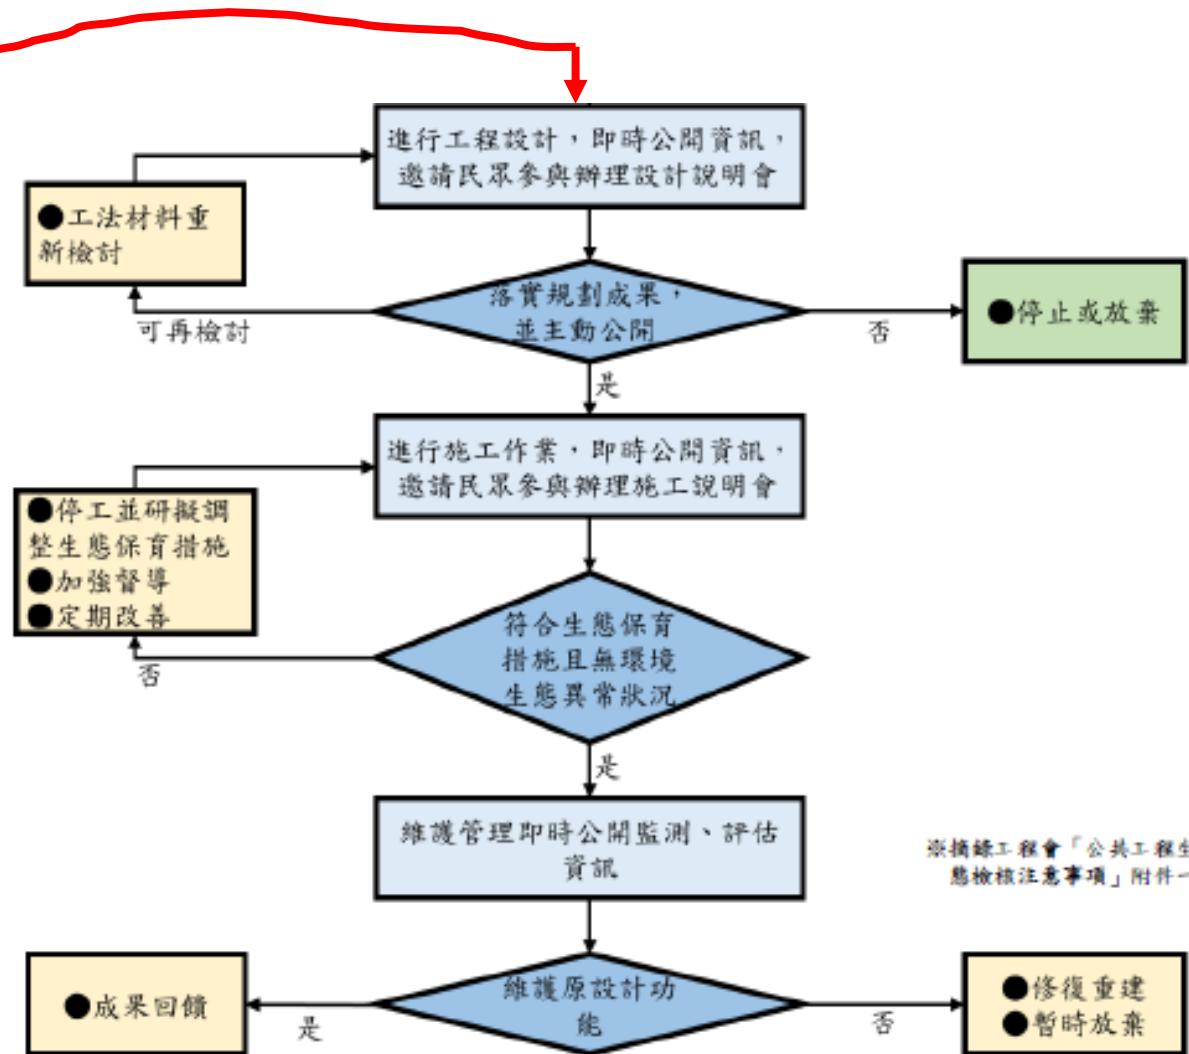 進行工程設計，即時公開資訊，
邀請民眾參與辦理設計說明會
●工法材料重
新檢討
落實規劃成果，
並主動公開
可再檢討
否
●停止或放棄
是
進行施工作業，即時公開資訊，
邀請民眾參與辦理施工說明會
●停工並研擬調
整生態保育措施
●加強督導
●定期改善
符合生態保育
措施且無環境
生態異常狀況
否
是
維護管理即時公開監測、評估
資訊
※摘錄工程會「公共工程生
態檢核注意事項」附件一
維護原設計功
能
●成果回饋
是
否
●修復重建
●暫時放棄